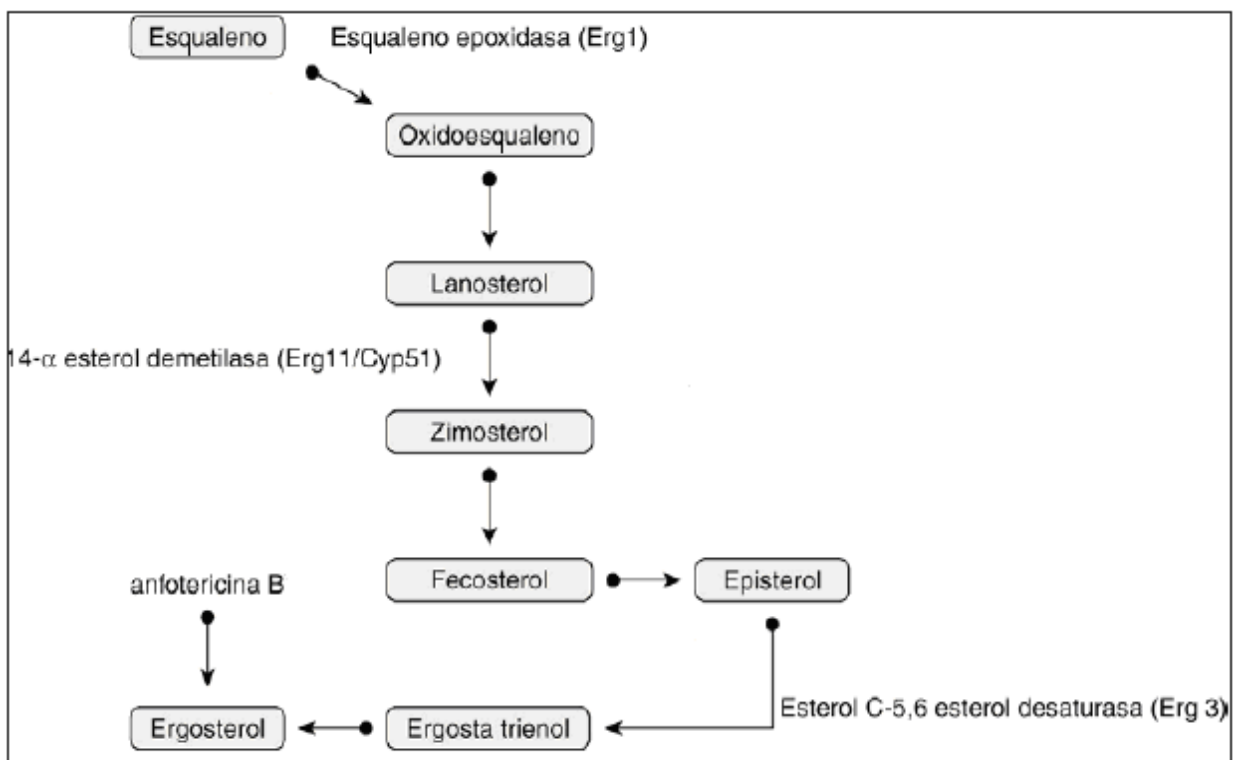 Esqualeno
Esqualeno epoxidasa (Erg1)
Oxidoesqualeno
Lanosterol
14-α esterol demetilasa (Erg11/Cyp51)
Zimosterol
Fecosterol
Episterol
anfotericina B
Esterol C-5,6 esterol desaturasa (Erg 3)
Ergosterol
Ergosta trienol